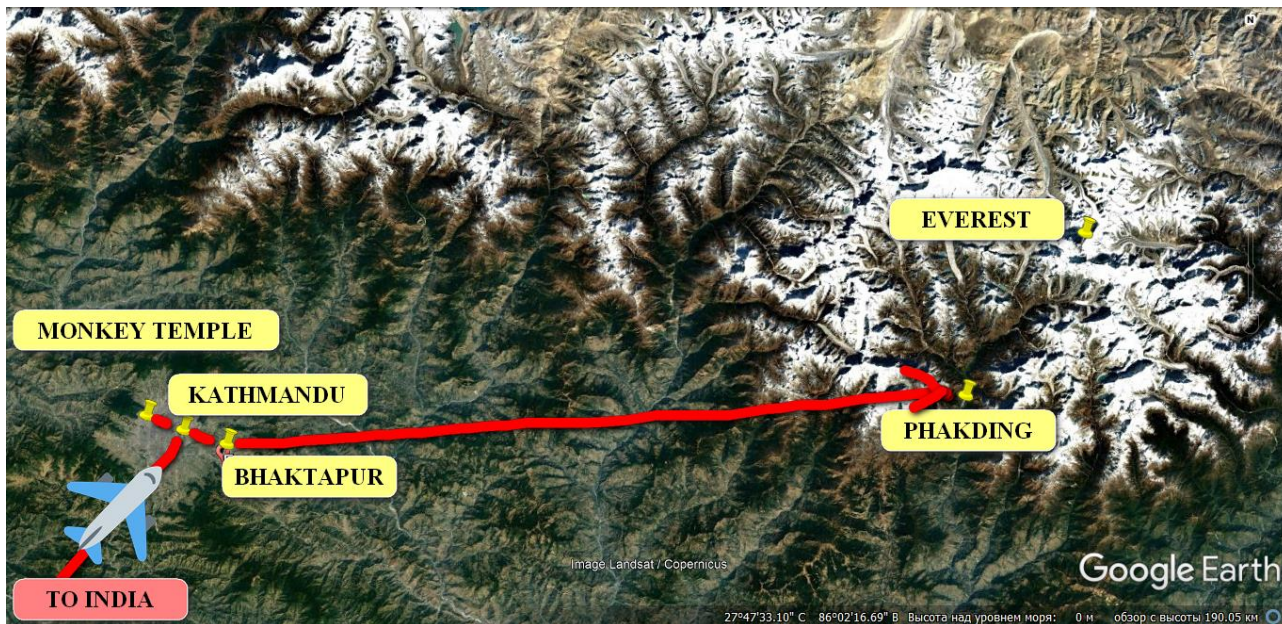 N
EVEREST
MONKEY TEMPLE
KATHMANDU
PHAKDING
BHAKTAPUR
Image Landsat / Copernicus
Google Earth
TO INDIA
27°47'33.10" С 86°02'16.69" В Высота над уровнем моря: 0 м обзор с высоты 190.05 км